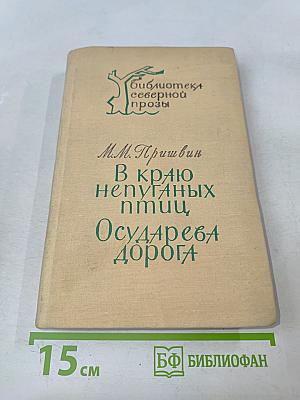 библиотека
северной
прозы
М.М. Пришвин
В краю
непуганых
птиц
Осударева
дорога
15 см
БФ БИБЛИОФАН